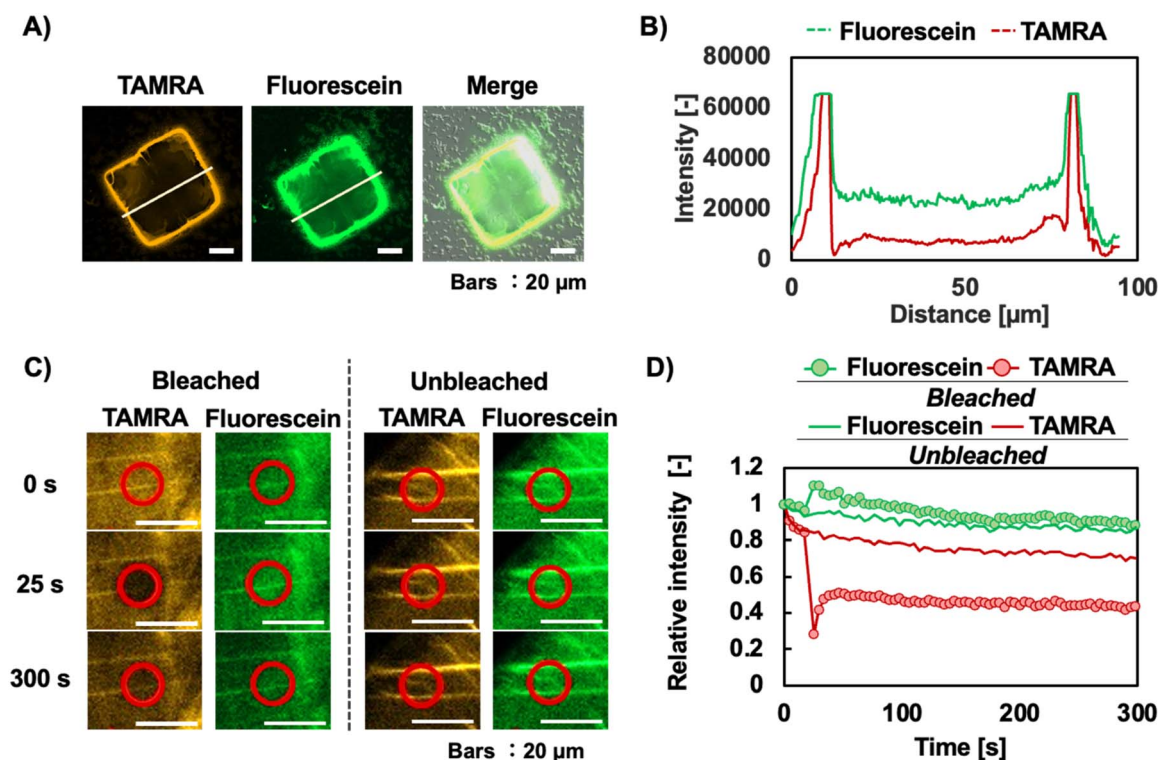 A)
TAMRA Fluorescein Merge
Bars ：20 µm
B)
Fluorescein TAMRA
80000
60000
40000
20000
0
Intensity [-]
0 50 100
Distance [µm]
C)
Bleached Unbleached
TAMRA Fluorescein TAMRA Fluorescein
0 s
25 s
300 s
Bars ：20 µm
D)
Fluorescein TAMRA
Bleached
Fluorescein TAMRA
Unbleached
1.2
1
0.8
0.6
0.4
0.2
0
Relative intensity [-]
0 100 200 300
Time [s]